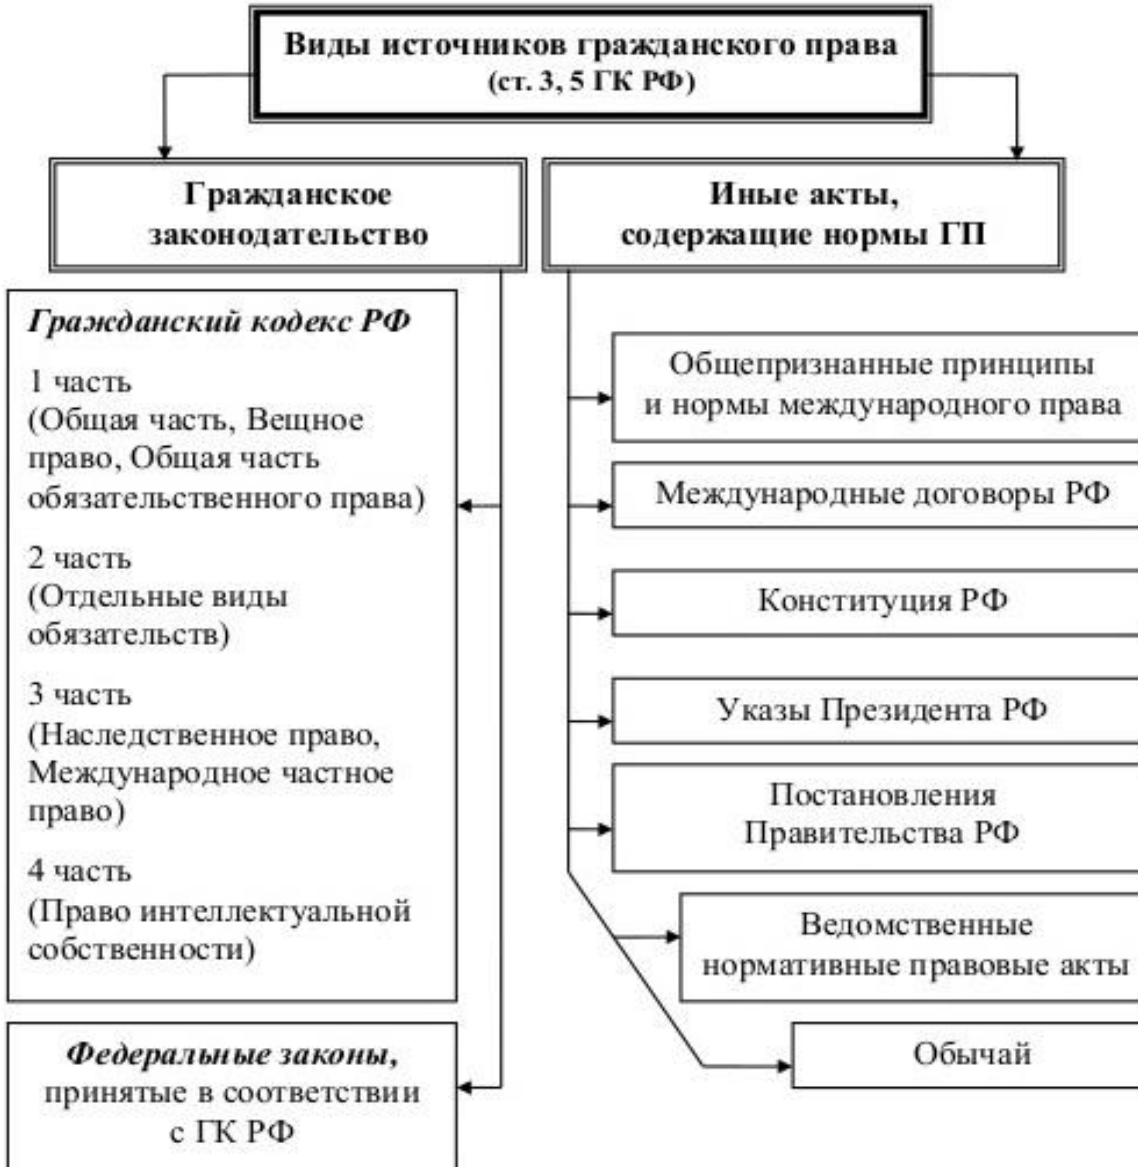 Виды источников гражданского права
(ст. 3, 5 ГК РФ)
Гражданское
законодательство
Иные акты,
содержащие нормы ГП
Гражданский кодекс РФ
1 часть
(Общая часть, Вещное
право, Общая часть
обязательственного права)
2 часть
(Отдельные виды
обязательств)
3 часть
(Наследственное право,
Международное частное
право)
4 часть
(Право интеллектуальной
собственности)
Федеральные законы,
принятые в соответствии
с ГК РФ
Общепризнанные принципы
и нормы международного права
Международные договоры РФ
Конституция РФ
Указы Президента РФ
Постановления
Правительства РФ
Ведомственные
нормативные правовые акты
Обычай